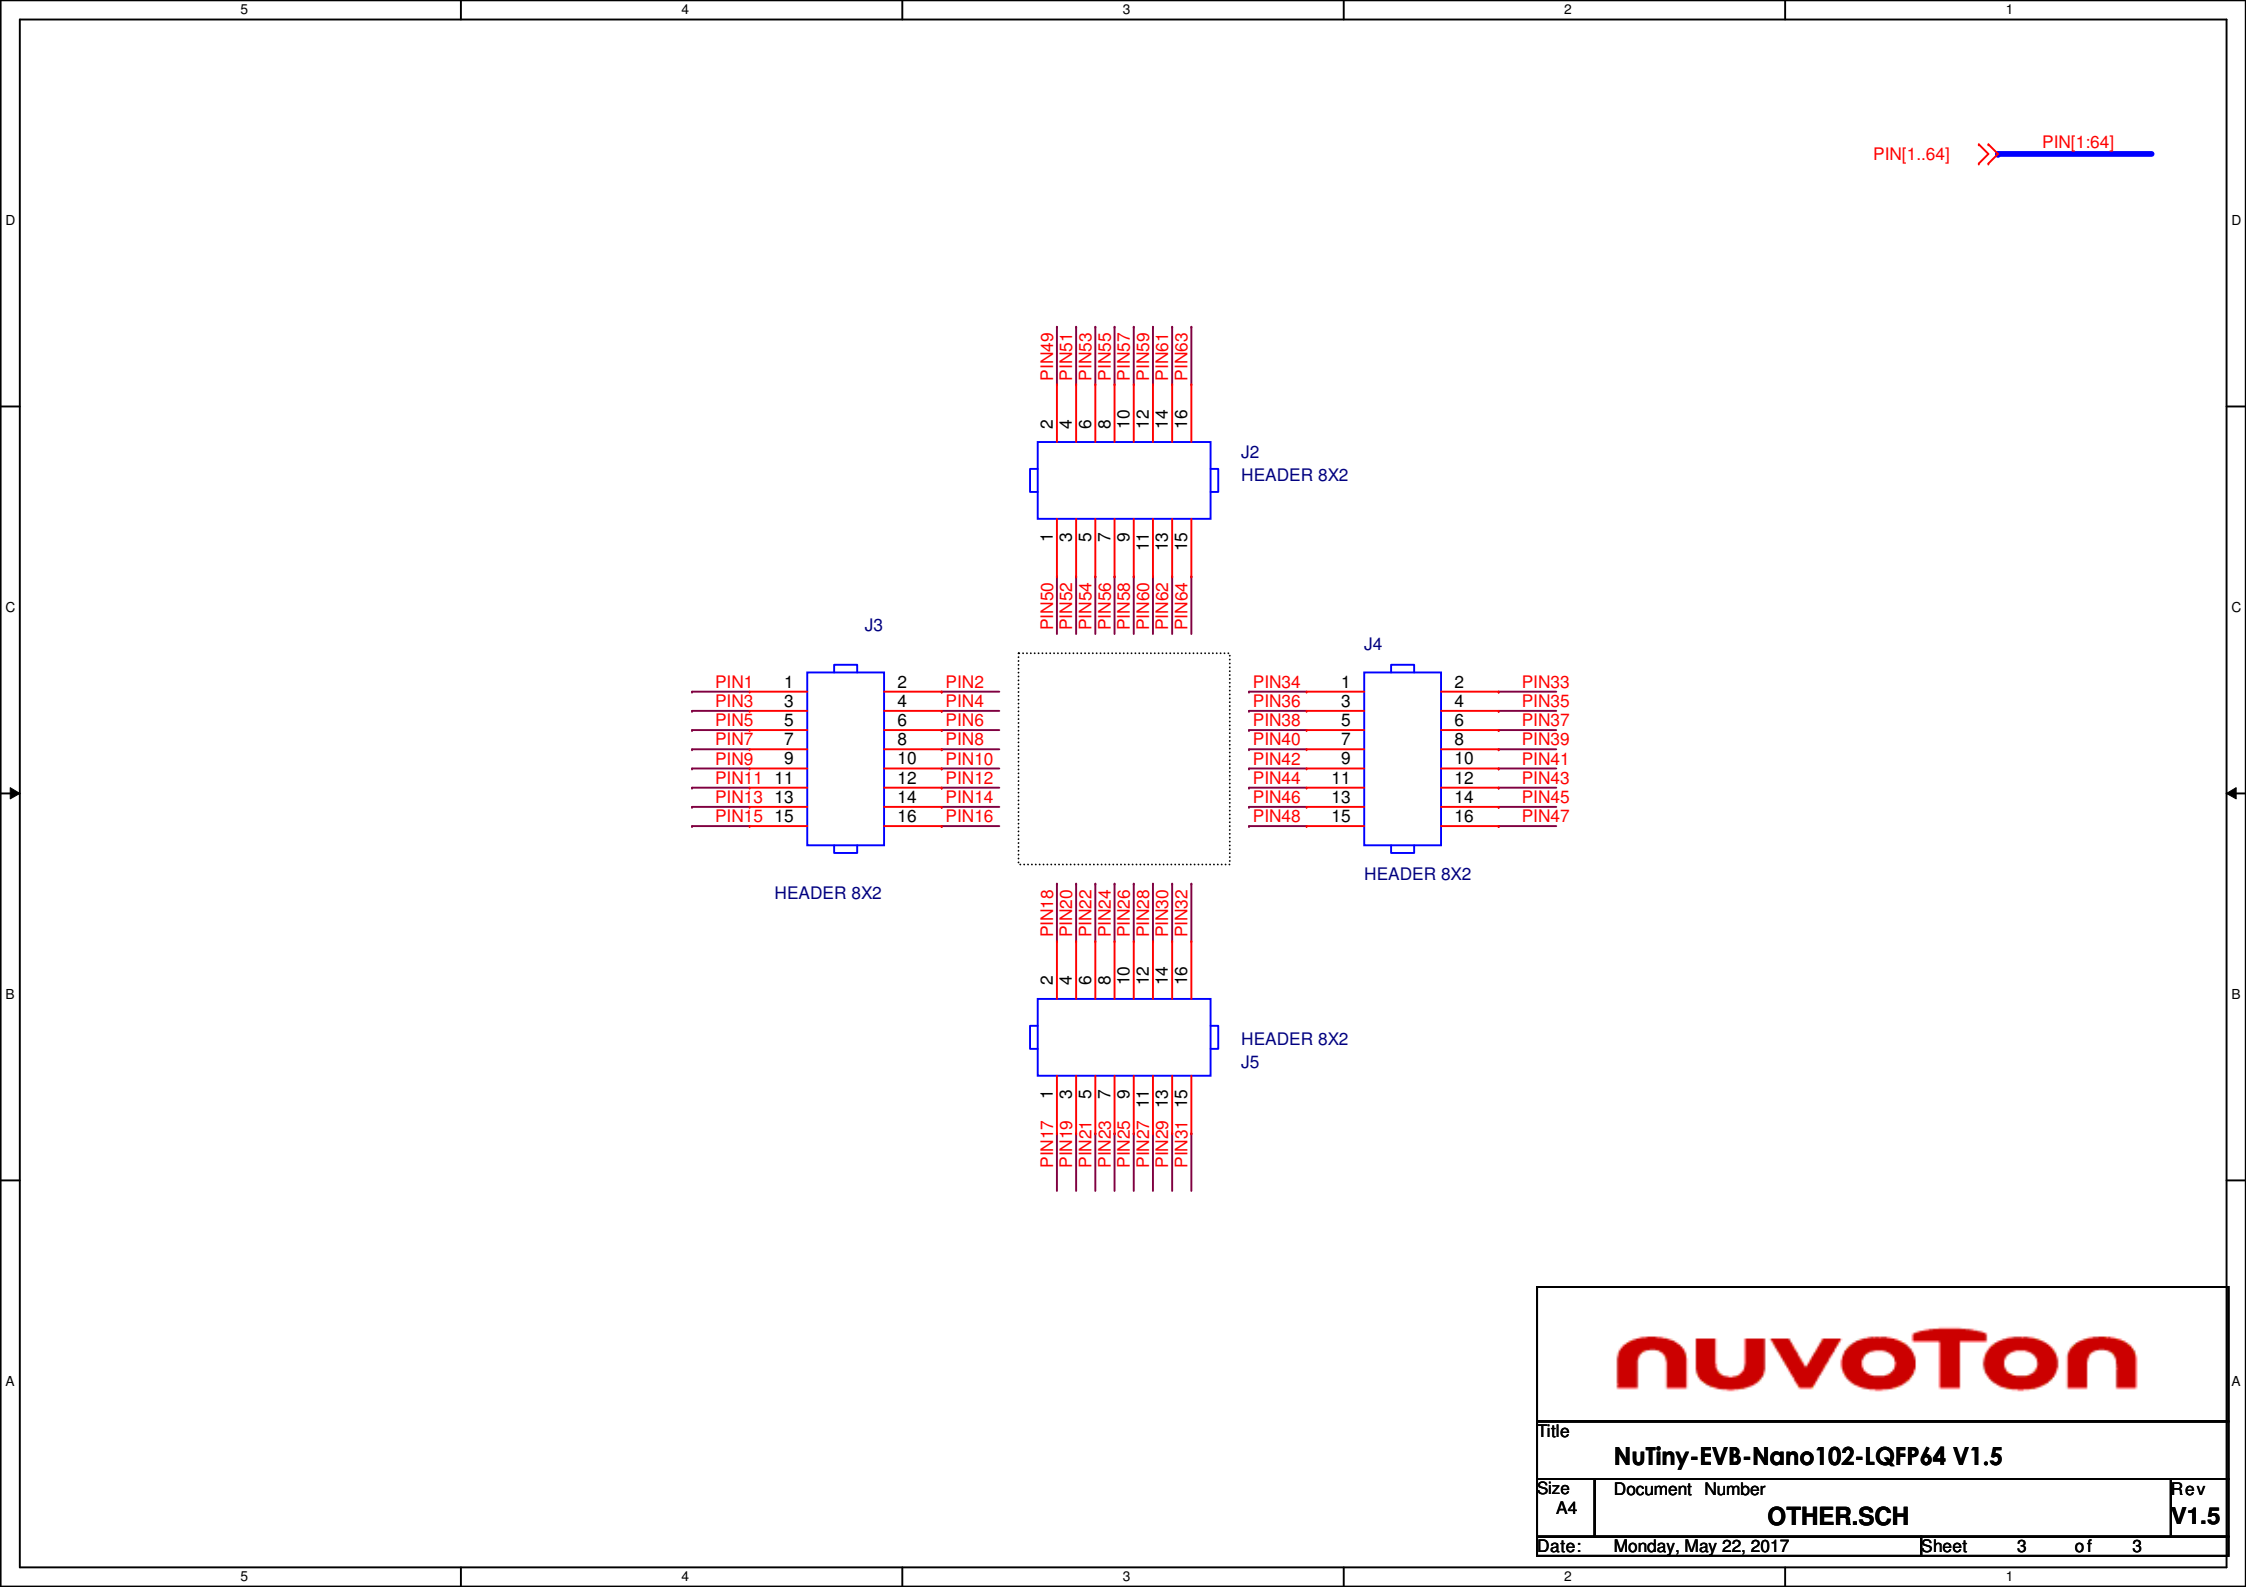 5 4 3 2 1
PIN[1..64] PIN[1:64]
D D
PIN49 PIN51 PIN53 PIN55 PIN57 PIN59 PIN61 PIN63
2 4 6 8 10 12 14 16
J2
HEADER 8X2
1 3 5 7 9 11 13 15
PIN50 PIN52 PIN54 PIN56 PIN58 PIN60 PIN62 PIN64
C C
J3 J4
PIN1 1 2 PIN2 PIN34 1 2 PIN33
PIN3 3 4 PIN4 PIN36 3 4 PIN35
PIN5 5 6 PIN6 PIN38 5 6 PIN37
PIN7 7 8 PIN8 PIN40 7 8 PIN39
PIN9 9 10 PIN10 PIN42 9 10 PIN41
PIN11 11 12 PIN12 PIN44 11 12 PIN43
PIN13 13 14 PIN14 PIN46 13 14 PIN45
PIN15 15 16 PIN16 PIN48 15 16 PIN47
HEADER 8X2 HEADER 8X2
PIN18 PIN20 PIN22 PIN24 PIN26 PIN28 PIN30 PIN32
2 4 6 8 10 12 14 16
B B
HEADER 8X2
J5
1 3 5 7 9 11 13 15
PIN17 PIN19 PIN21 PIN23 PIN25 PIN27 PIN29 PIN31
nuvoTon
A A
Title
NuTiny-EVB-Nano102-LQFP64 V1.5
Size Document Number Rev
A4 OTHER.SCH V1.5
Date: Monday, May 22, 2017 Sheet 3 of 3
5 4 3 2 1